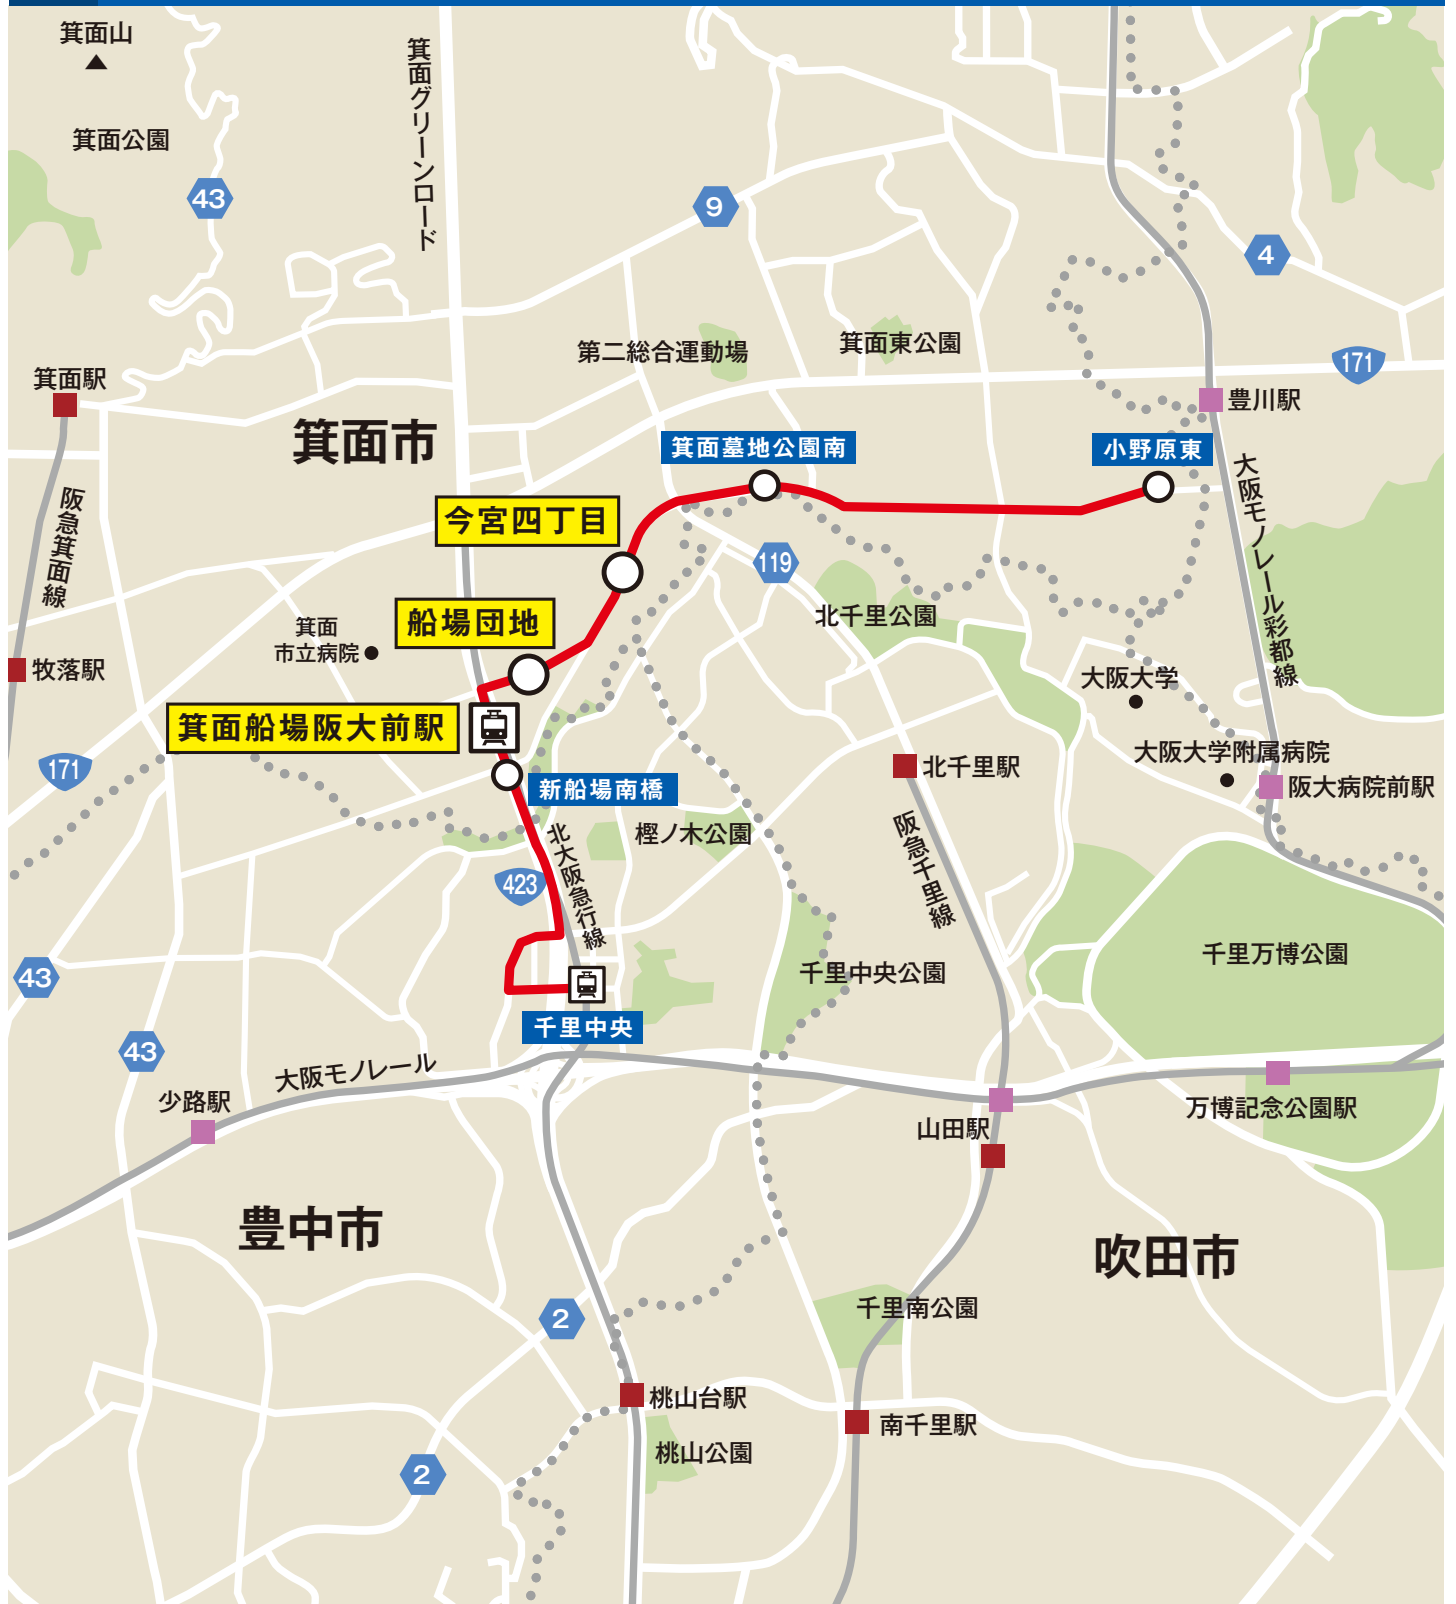 箕面山
箕面公園
43
箕面グリーンロード
9
4
第二総合運動場
箕面東公園
171
箕面駅
豊川駅
箕面市
箕面墓地公園南
小野原東
大阪モノレール彩都線
阪急箕面線
今宮四丁目
119
船場団地
北千里公園
箕面
市立病院
牧落駅
大阪大学
箕面船場阪大前駅
大阪大学附属病院
171
北千里駅
阪大病院前駅
新船場南橋
樫ノ木公園
北大阪急行線
阪急千里線
423
千里万博公園
千里中央公園
43
千里中央
43
大阪モノレール
少路駅
万博記念公園駅
山田駅
豊中市
吹田市
千里南公園
2
桃山台駅
南千里駅
桃山公園
2